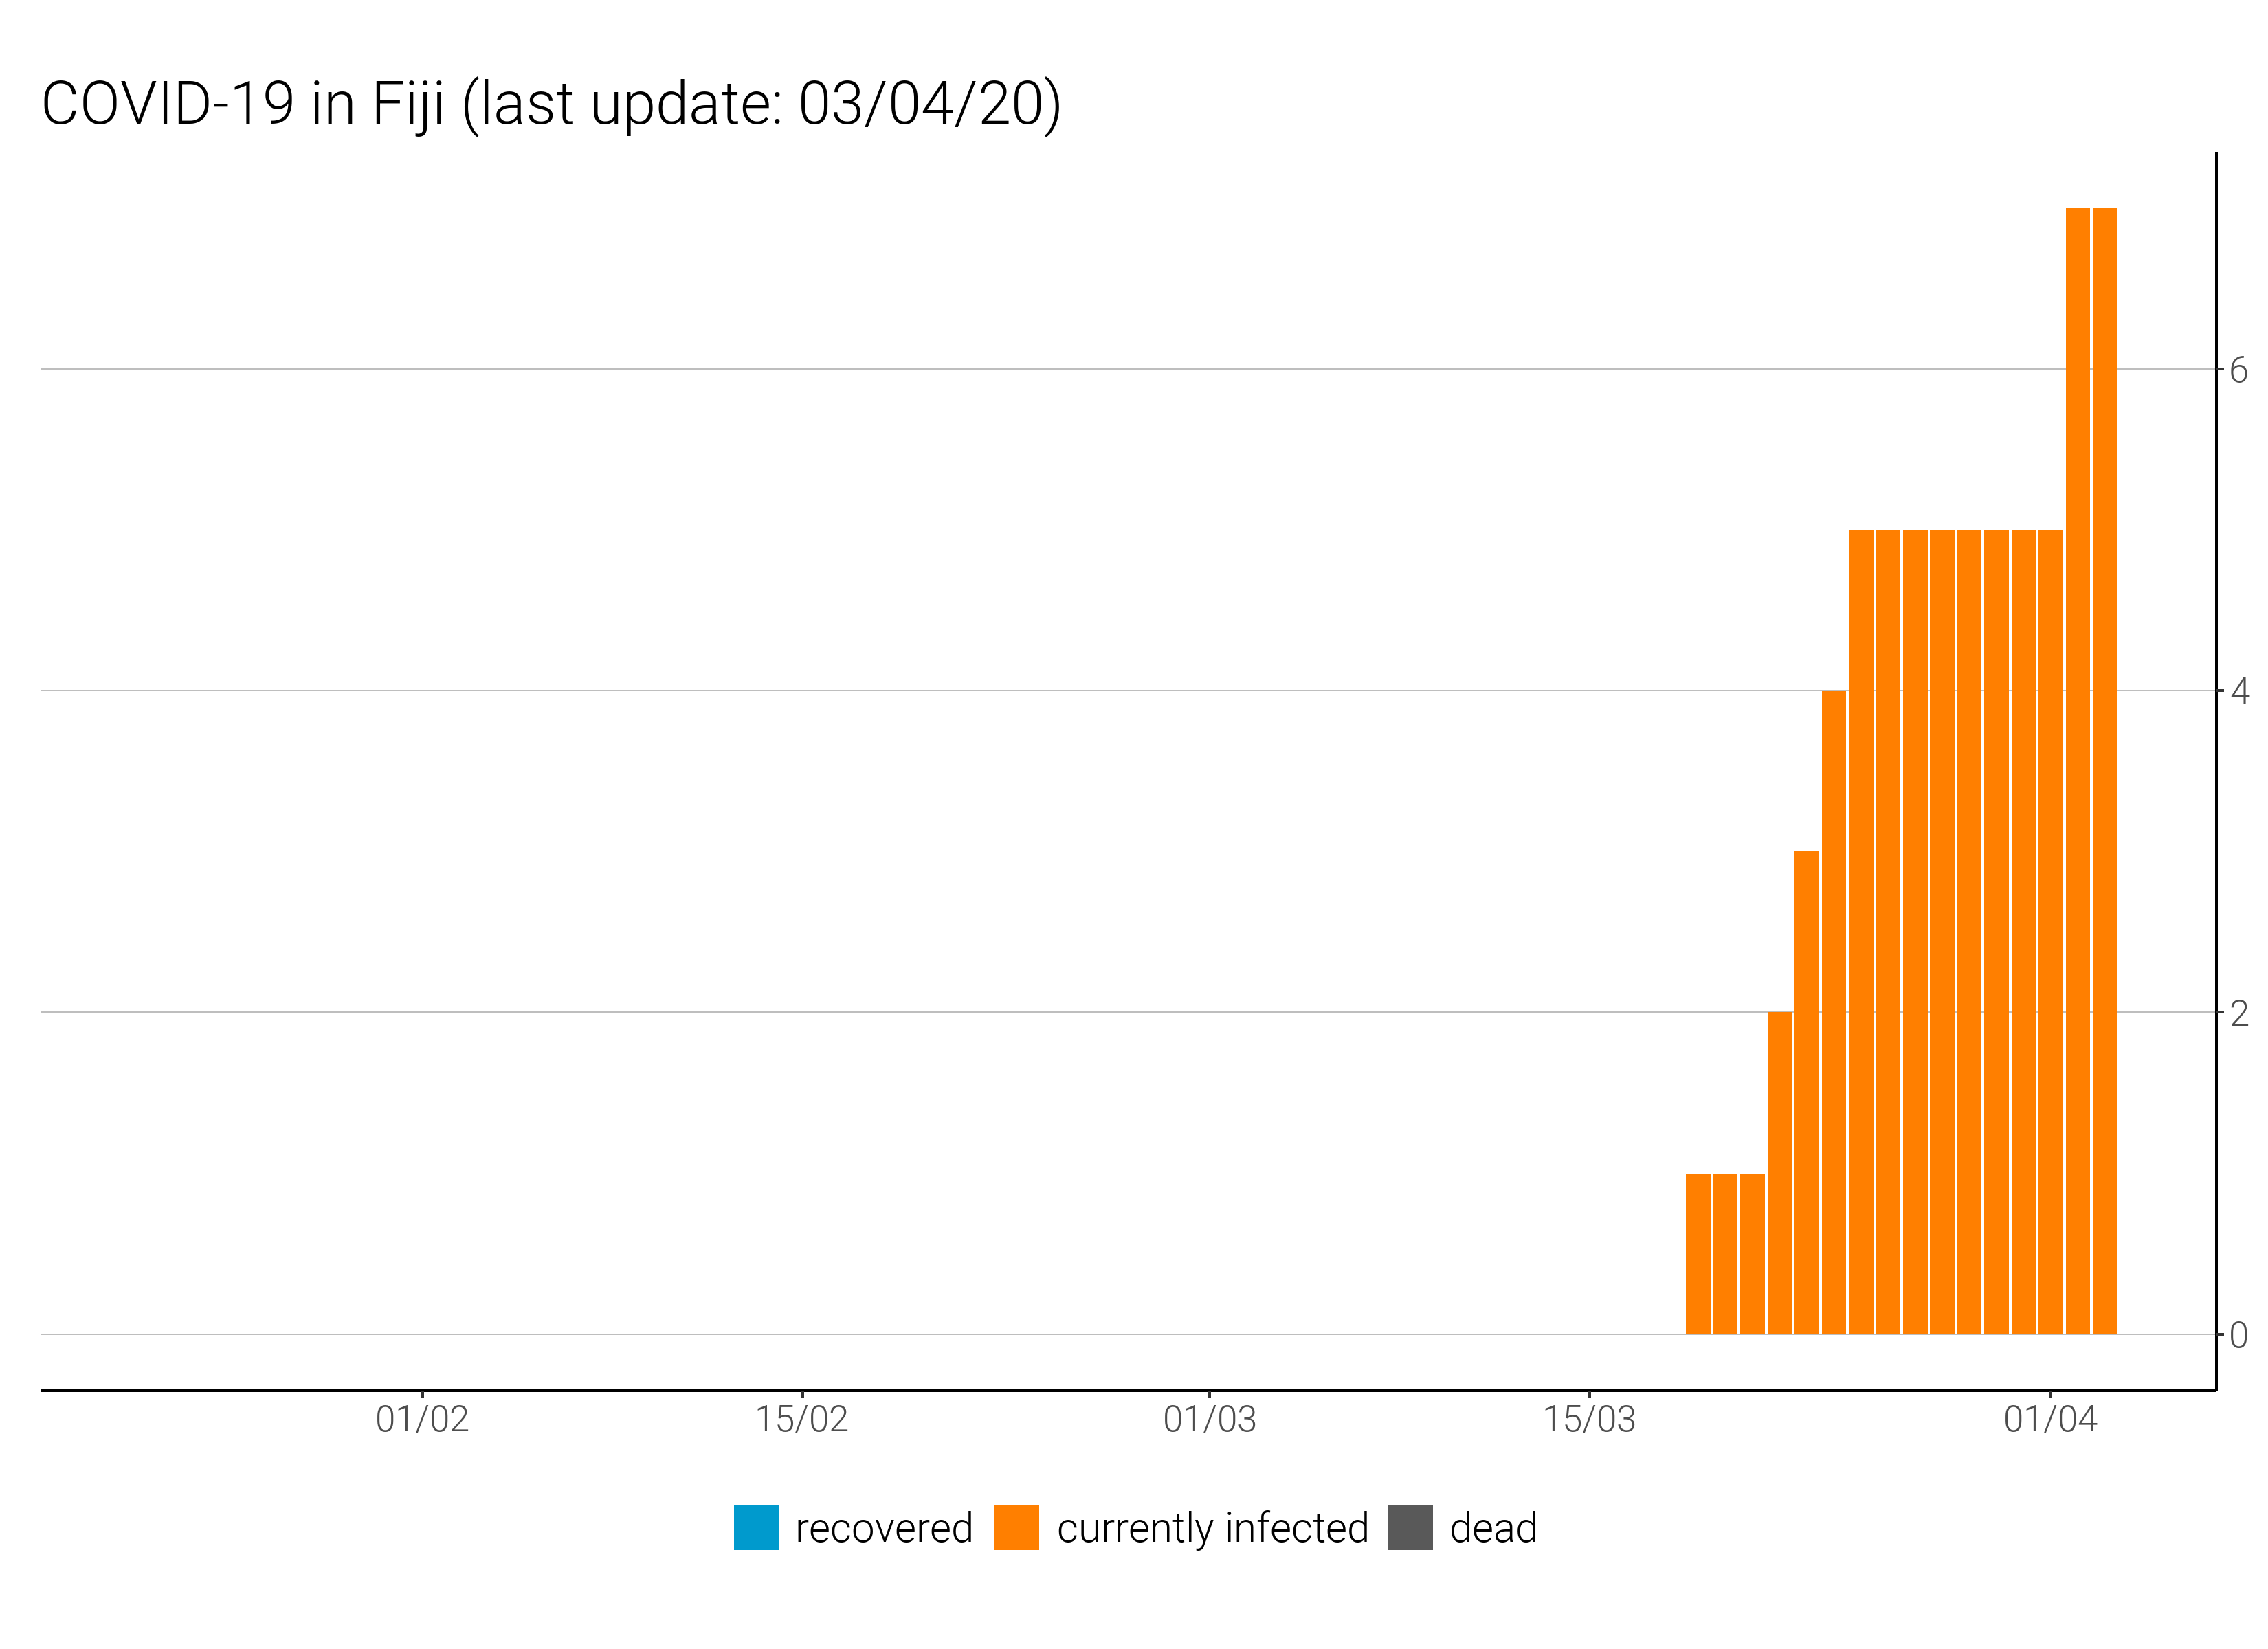 COVID-19 in Fiji (last update: 03/04/20)
6
4
2
0
01/02 15/02 01/03 15/03 01/04
recovered currently infected dead